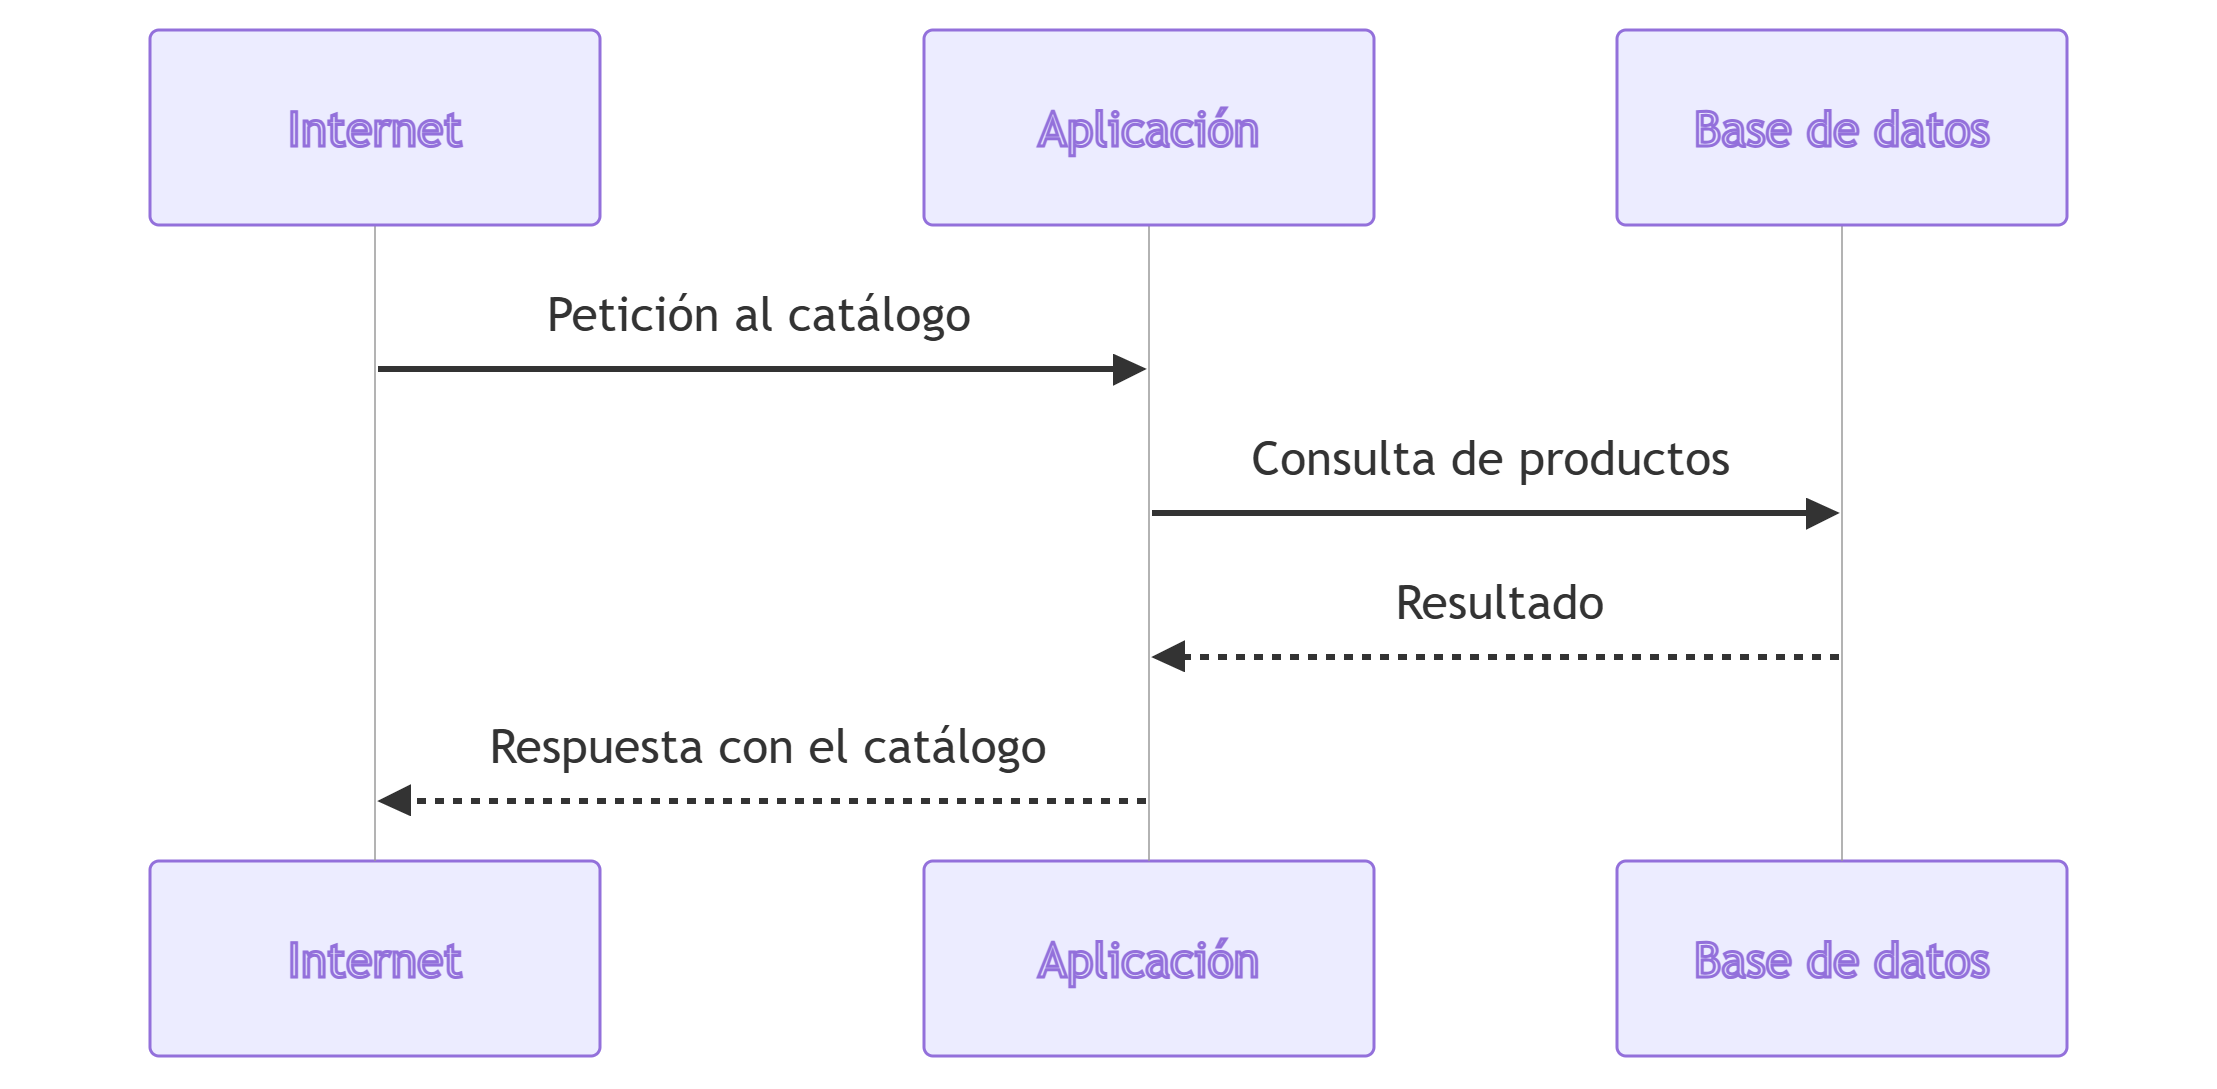 Internet
Aplicación
Base de datos
Petición al catálogo
Consulta de productos
Resultado
Respuesta con el catálogo
Internet
Aplicación
Base de datos